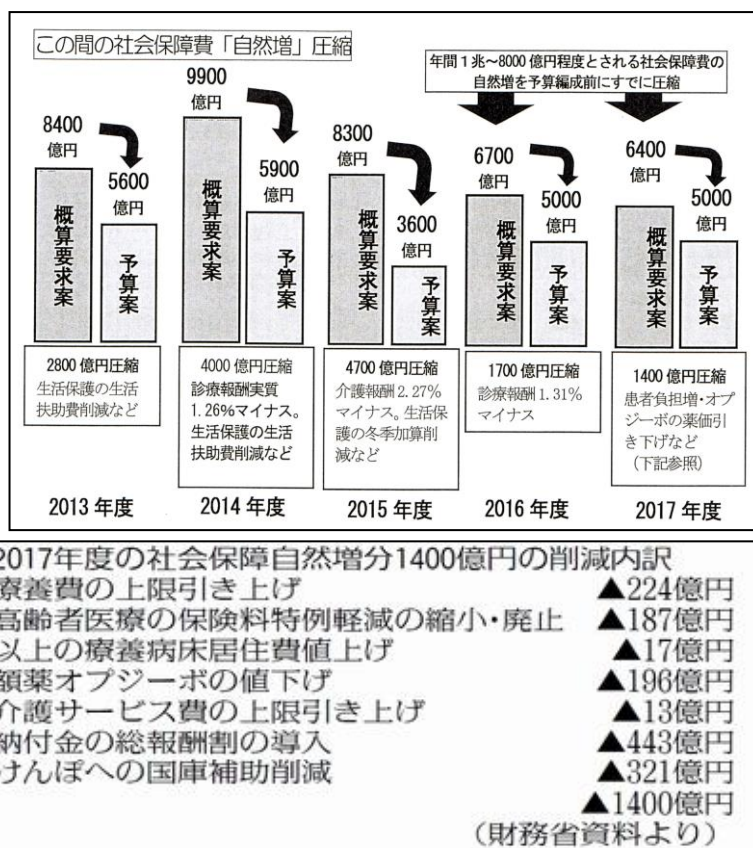 この間の社会保障費「自然増」圧縮
年間1兆~8000億円程度とされる社会保障費の
自然増を予算編成前にすでに圧縮
8400
億円
5600
億円
概算要求案
予算案
2800億円圧縮
生活保護の生活
扶助費削減など
2013年度
9900
億円
5900
億円
概算要求案
予算案
4000億円圧縮
診療報酬実質
1.26%マイナス。
生活保護の生活
扶助費削減など
2014年度
8300
億円
3600
億円
概算要求案
予算案
4700億円圧縮
介護報酬2.27%
マイナス。生活保
護の冬季加算削
減など
2015年度
6700
億円
5000
億円
概算要求案
予算案
1700億円圧縮
診療報酬1.31%
マイナス
2016年度
6400
億円
5000
億円
概算要求案
予算案
1400億円圧縮
患者負担増・オプ
ジーボの薬価引
き下げなど
(下記参照)
2017年度
2017年度の社会保障自然増分1400億円の削減内訳
療養費の上限引き上げ ▲224億円
高齢者医療の保険料特例軽減の縮小・廃止 ▲187億円
以上の療養病床居住費値上げ ▲17億円
額薬オプジーボの値下げ ▲196億円
介護サービス費の上限引き上げ ▲13億円
納付金の総報酬割の導入 ▲443億円
けんぽへの国庫補助削減 ▲321億円
▲1400億円
(財務省資料より)